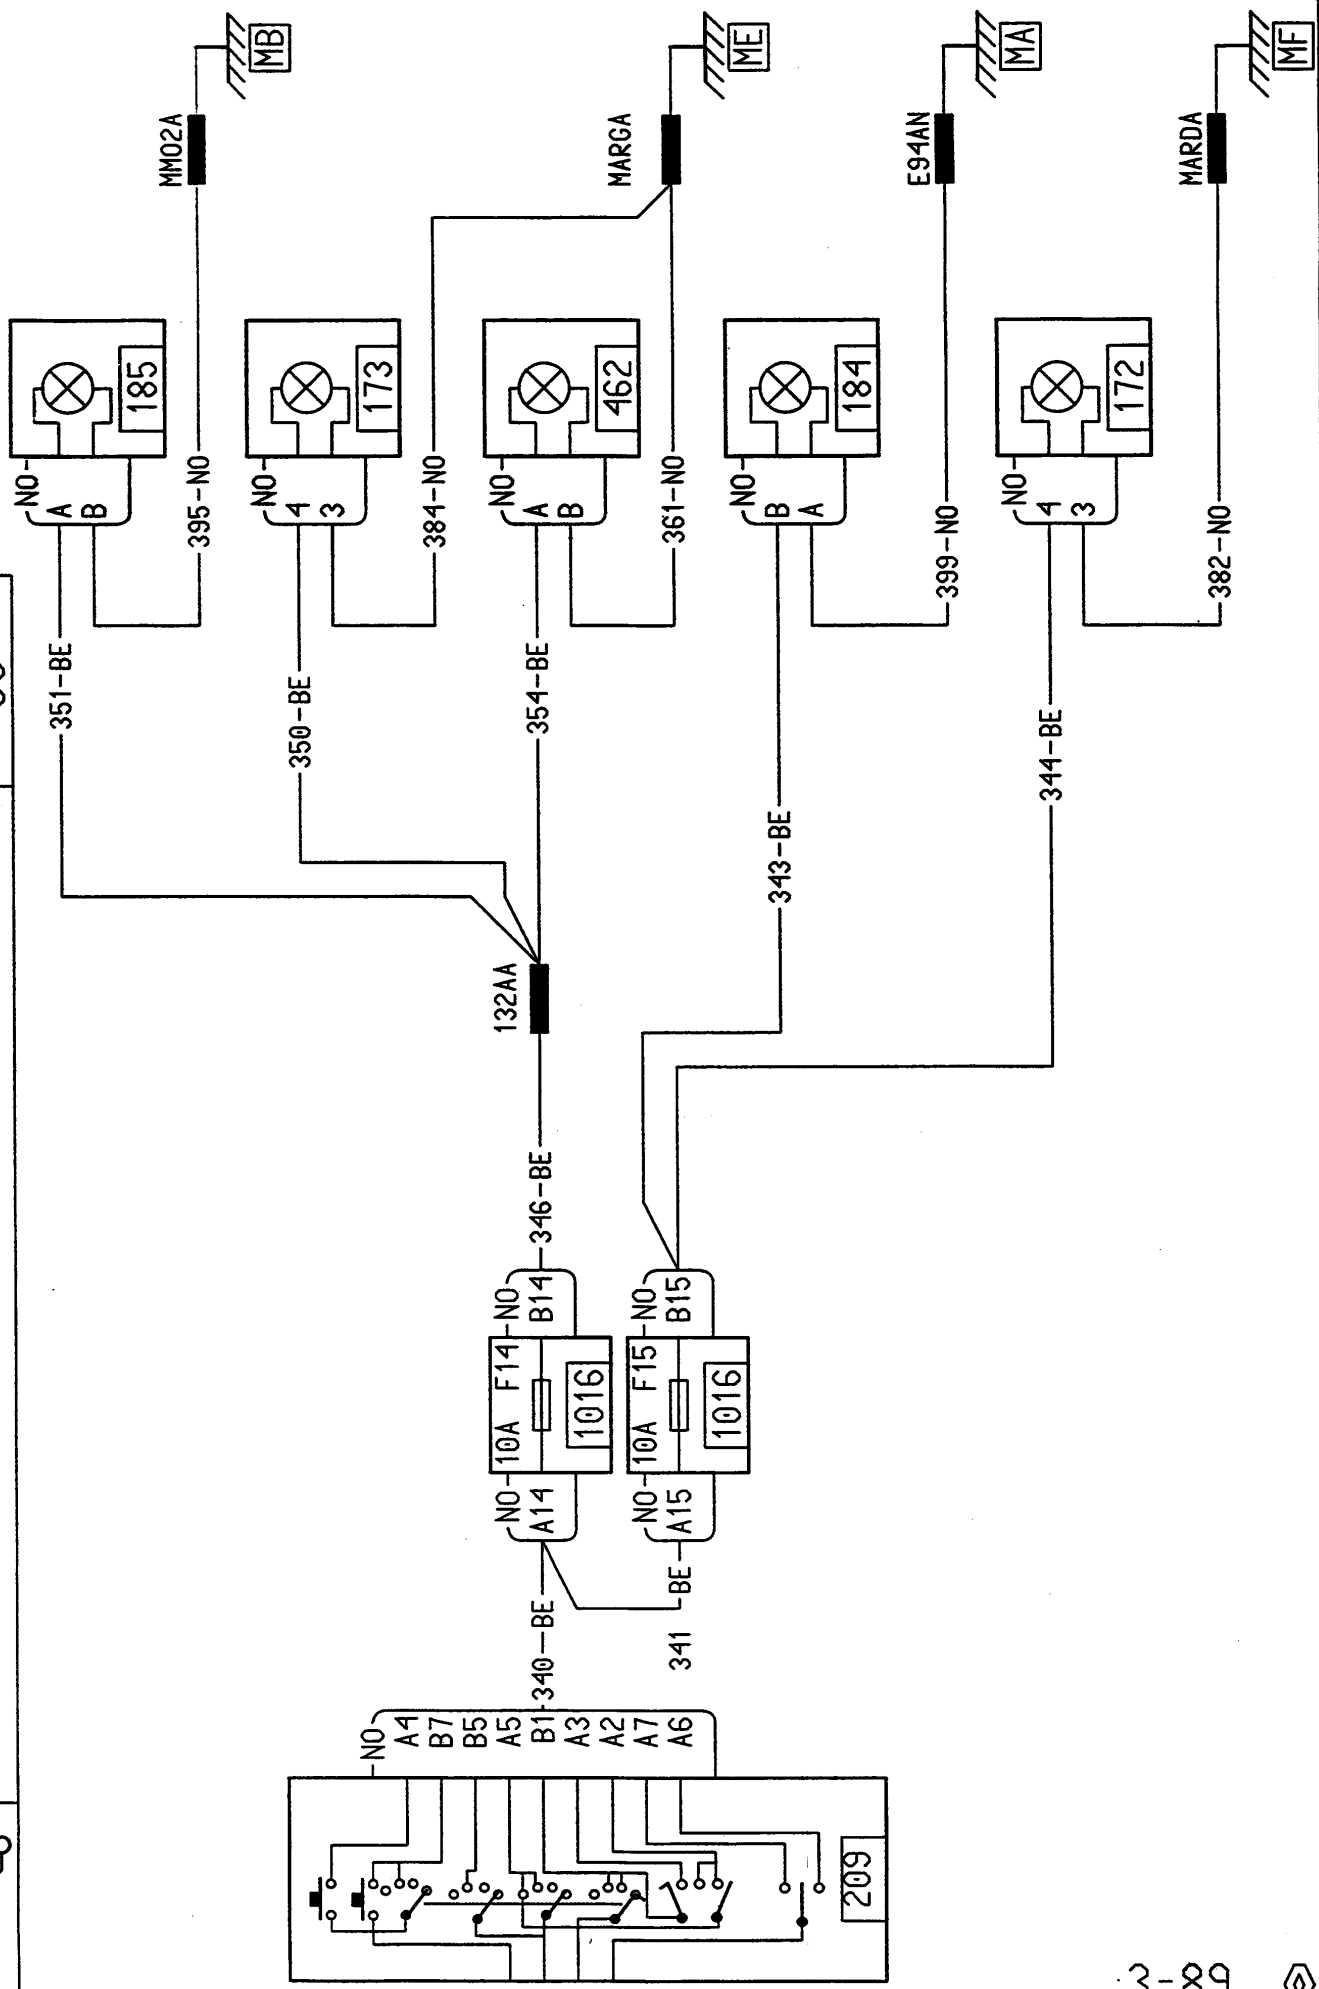 MB
MM02A
185
NO
A
B
395-NO
351-BE
173
NO
4
3
384-NO
350-BE
ME
MARGA
462
NO
A
B
361-NO
354-BE
MA
E94AN
184
NO
B
A
399-NO
343-BE
MF
MARDA
172
NO
4
3
382-NO
344-BE
132AA
346-BE
NO
B14
10A F14
1016
NO
A14
NO
B15
10A F15
1016
NO
A15
340-BE
BE
341
NO
A4
B7
B5
A5
B1
A3
A2
A7
A6
209